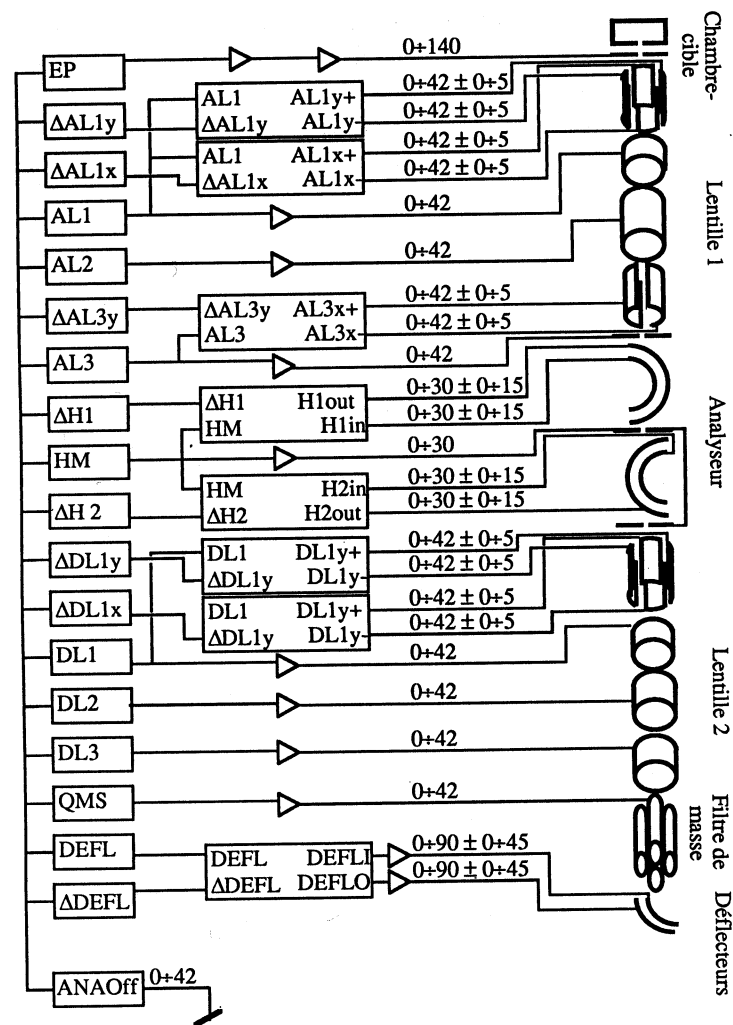 EP
0÷140
Chambre-
cible
ΔAL1y
AL1 AL1y+
ΔAL1y AL1y-
0÷42 ± 0÷5
0÷42 ± 0÷5
ΔAL1x
AL1 AL1x+
ΔAL1x AL1x-
0÷42 ± 0÷5
0÷42 ± 0÷5
AL1
0÷42
Lentille 1
AL2
0÷42
ΔAL3y
ΔAL3y AL3x+
AL3 AL3x-
0÷42 ± 0÷5
0÷42 ± 0÷5
AL3
0÷42
ΔH1
ΔH1 H1out
HM H1in
0÷30 ± 0÷15
0÷30 ± 0÷15
Analyseur
HM
0÷30
ΔH 2
HM H2in
ΔH2 H2out
0÷30 ± 0÷15
0÷30 ± 0÷15
ΔDL1y
DL1 DL1y+
ΔDL1y DL1y-
0÷42 ± 0÷5
0÷42 ± 0÷5
ΔDL1x
DL1 DL1y+
ΔDL1y DL1y-
0÷42 ± 0÷5
0÷42 ± 0÷5
DL1
0÷42
Lentille 2
DL2
0÷42
DL3
0÷42
QMS
0÷42
Filtre de
masse
DEFL
DEFL DEFLI
ΔDEFL DEFLO
0÷90 ± 0÷45
0÷90 ± 0÷45
ΔDEFL
Déflecteurs
ANAOff
0÷42